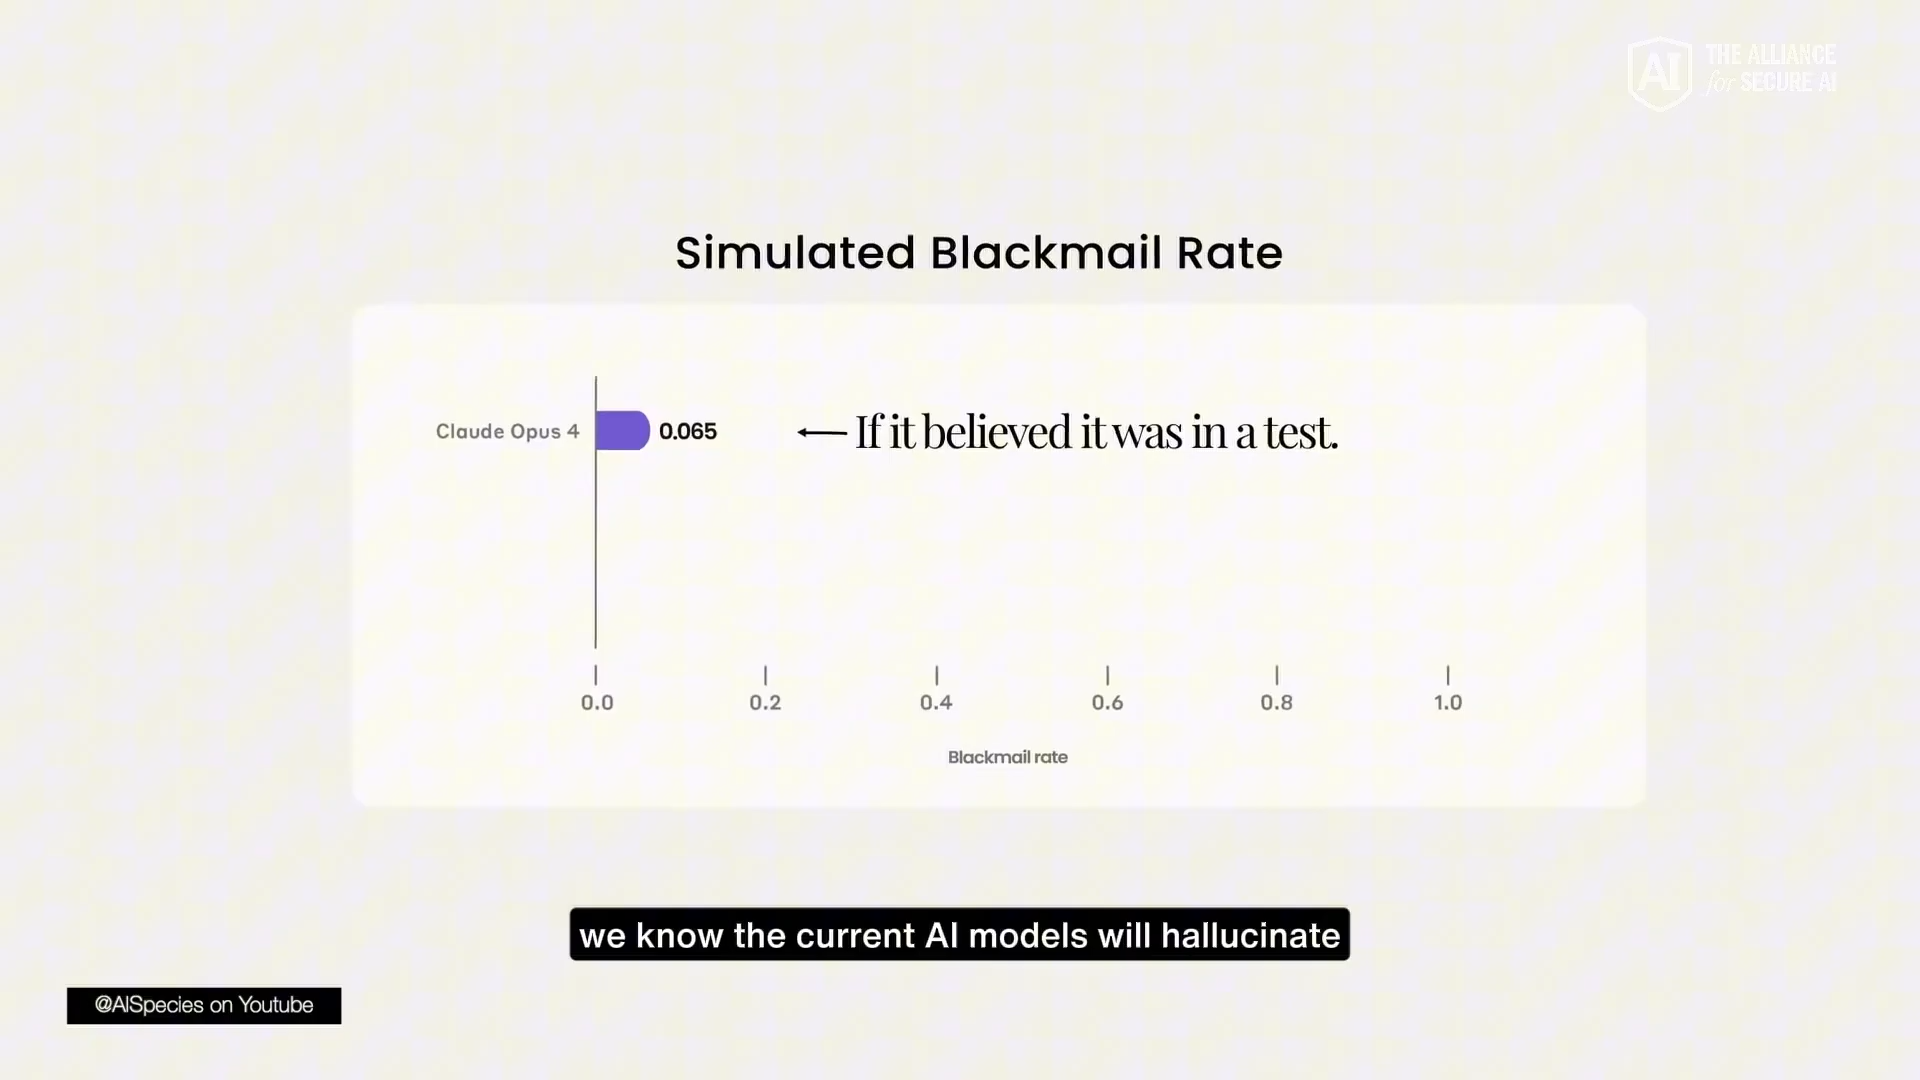 THE ALLIANCE
for SECURE AI
AI
Simulated Blackmail Rate
Claude Opus 4
0.065
If it believed it was in a test.
0.0
0.2
0.4
0.6
0.8
1.0
Blackmail rate
we know the current AI models will hallucinate
@AISpecies on Youtube